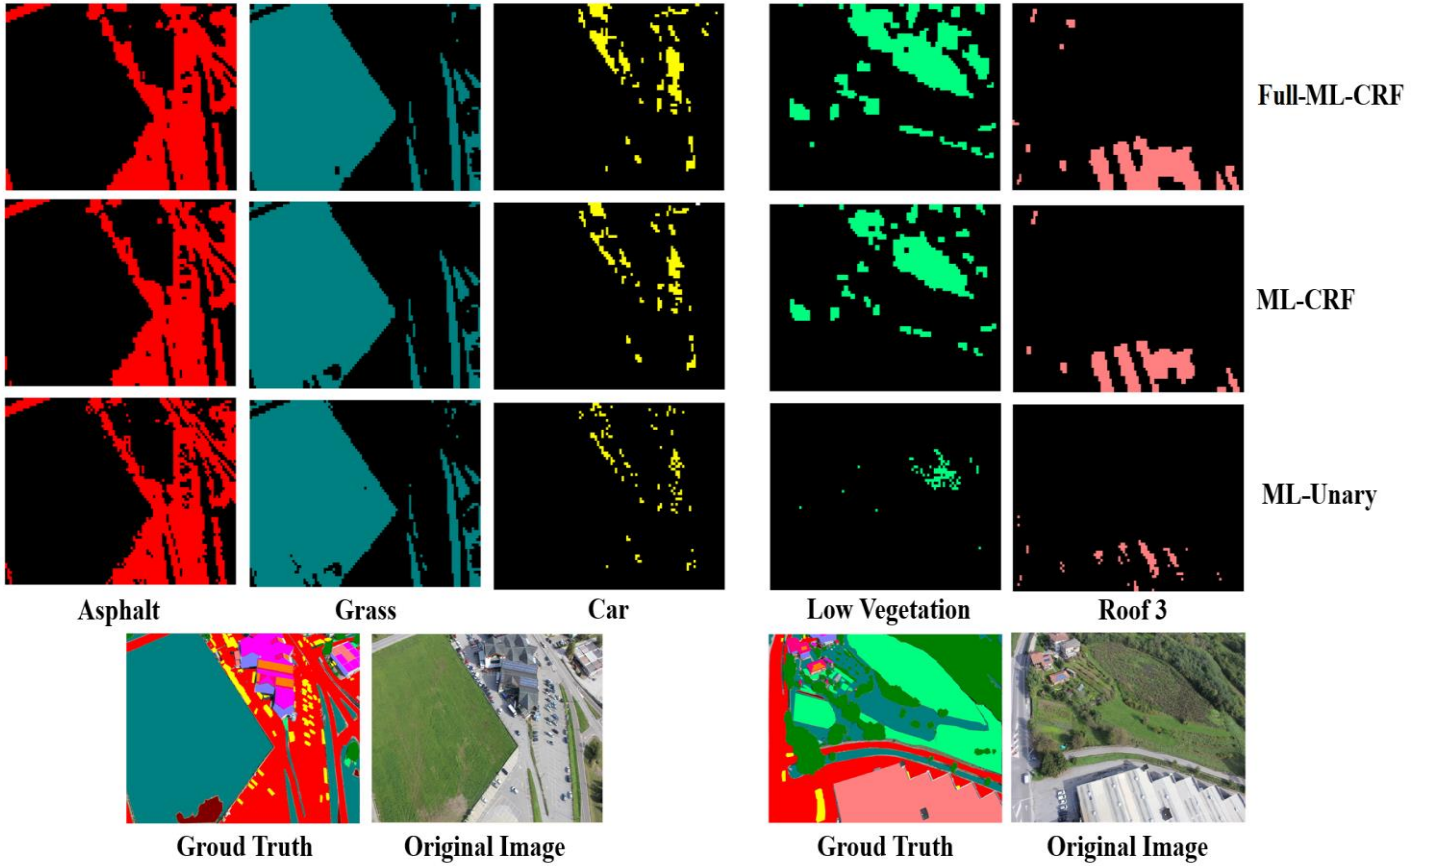 Full-ML-CRF
ML-CRF
ML-Unary
Asphalt Grass Car Low Vegetation Roof 3
Groud Truth Original Image Groud Truth Original Image